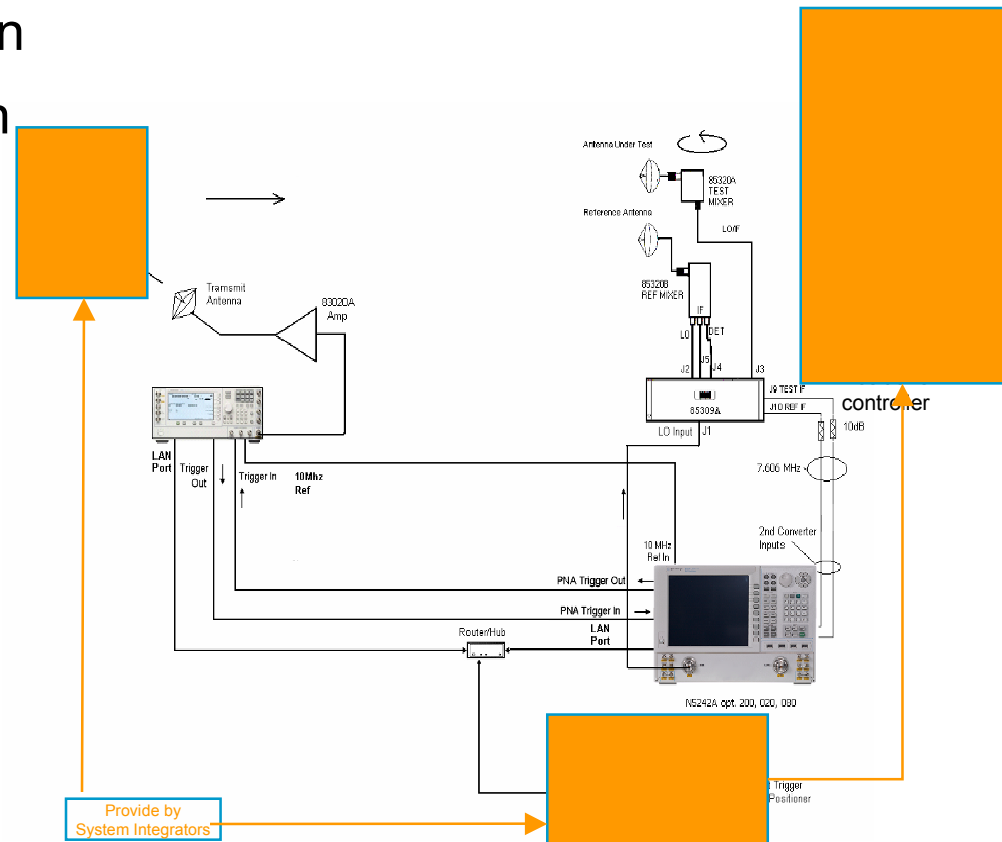 Antenna Under Test
85320A
TEST
MIXER
Reference Antenna
LO/IF
85320B
REF MIXER
IF
LO
DET
J5
J2
J4
J3
Transmit
Antenna
83020A
Amp
J9 TEST IF
J10 REF IF
controller
85309A
10dB
LO Input
J1
LAN
Port
Trigger
Out
Trigger In
10Mhz
Ref
7.606 MHz
2nd Converter
Inputs
10 MHz
Ref In
PNA Trigger Out
PNA Trigger In
LAN
Port
Router/Hub
N5242A opt. 200, 020, 080
Trigger
Positioner
Provide by
System Integrators